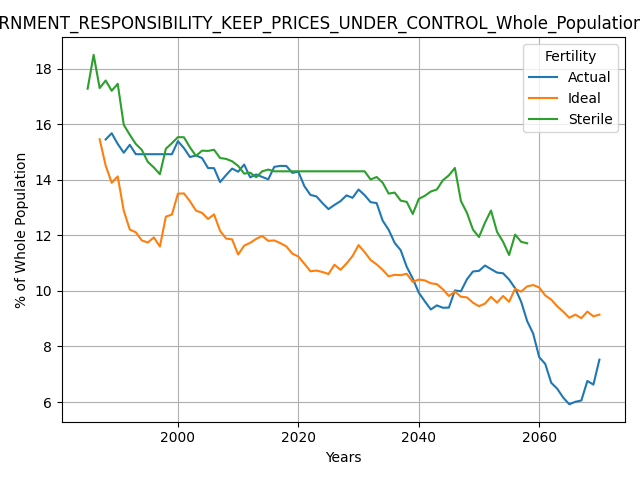 RNMENT_RESPONSIBILITY_KEEP_PRICES_UNDER_CONTROL_Whole_Population
Fertility
Actual
Ideal
Sterile
% of Whole Population
18
16
14
12
10
8
6
2000 2020 2040 2060
Years